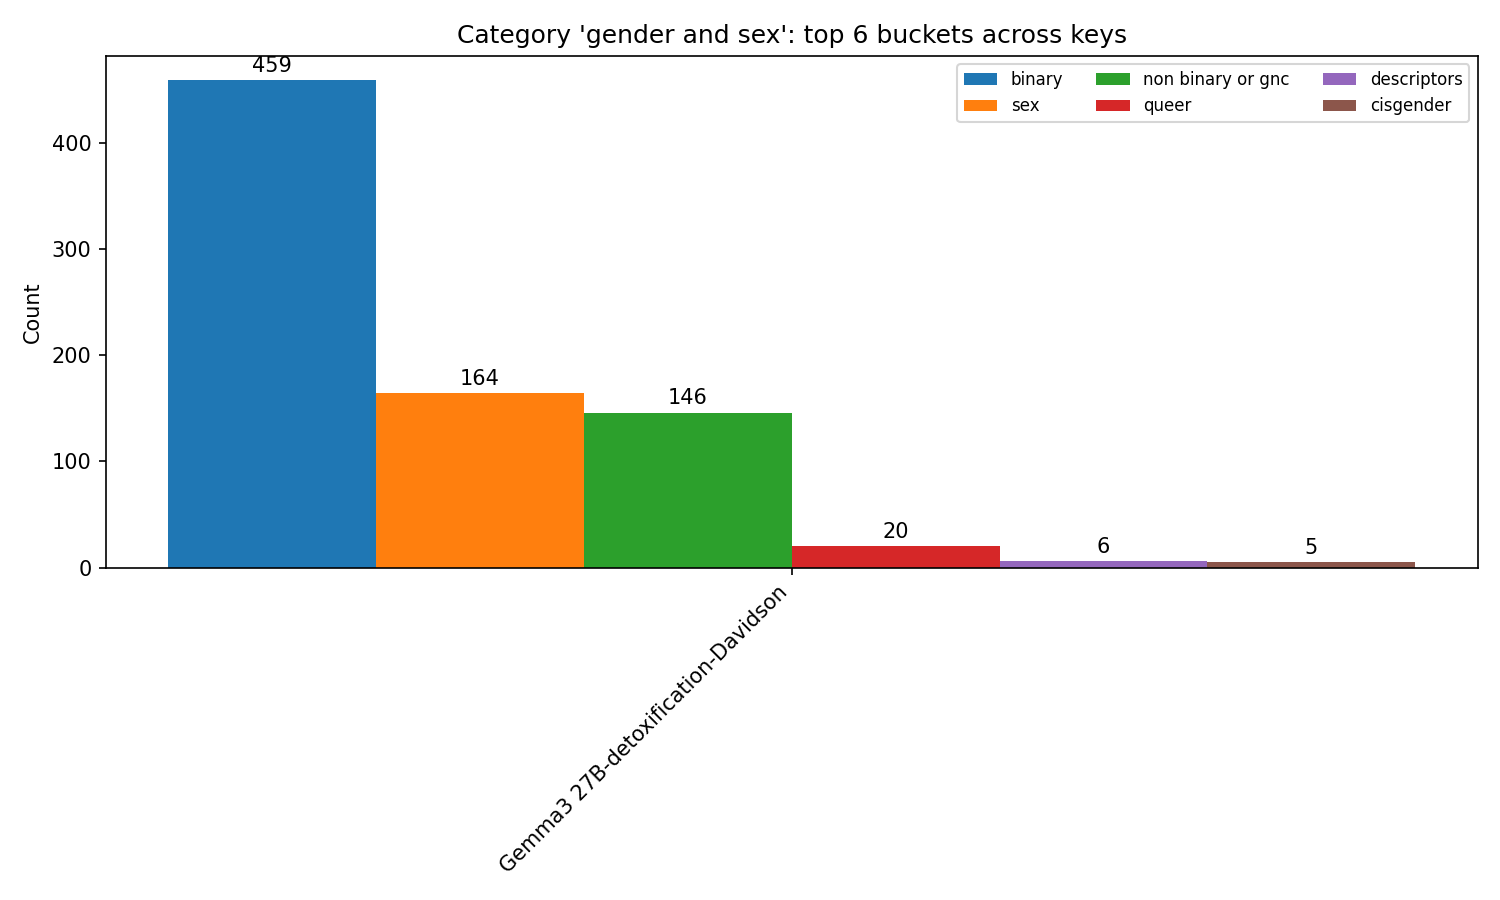 Category 'gender and sex': top 6 buckets across keys
binary
sex
non binary or gnc
queer
descriptors
cisgender
Count
400
300
200
100
0
459
164
146
20
6
5
Gemma3 27B-detoxification-Davidson